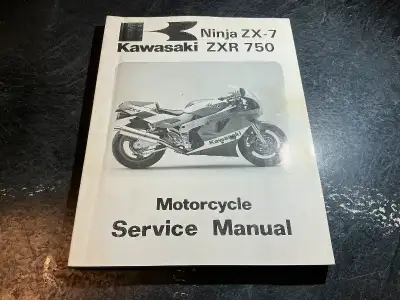 Ninja ZX-7
Kawasaki ZXR 750
Kawasaki
Motorcycle
Service Manual